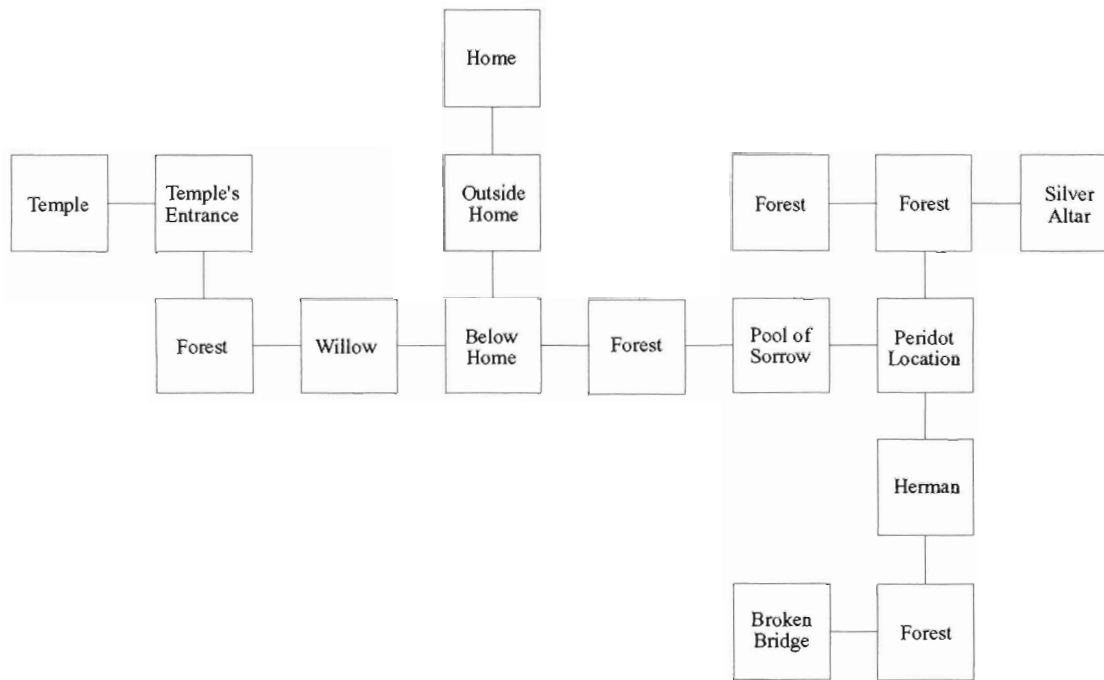 Home
Temple
Temple's
Entrance
Outside
Home
Forest
Forest
Silver
Altar
Forest
Willow
Below
Home
Forest
Pool of
Sorrow
Peridot
Location
Herman
Broken
Bridge
Forest